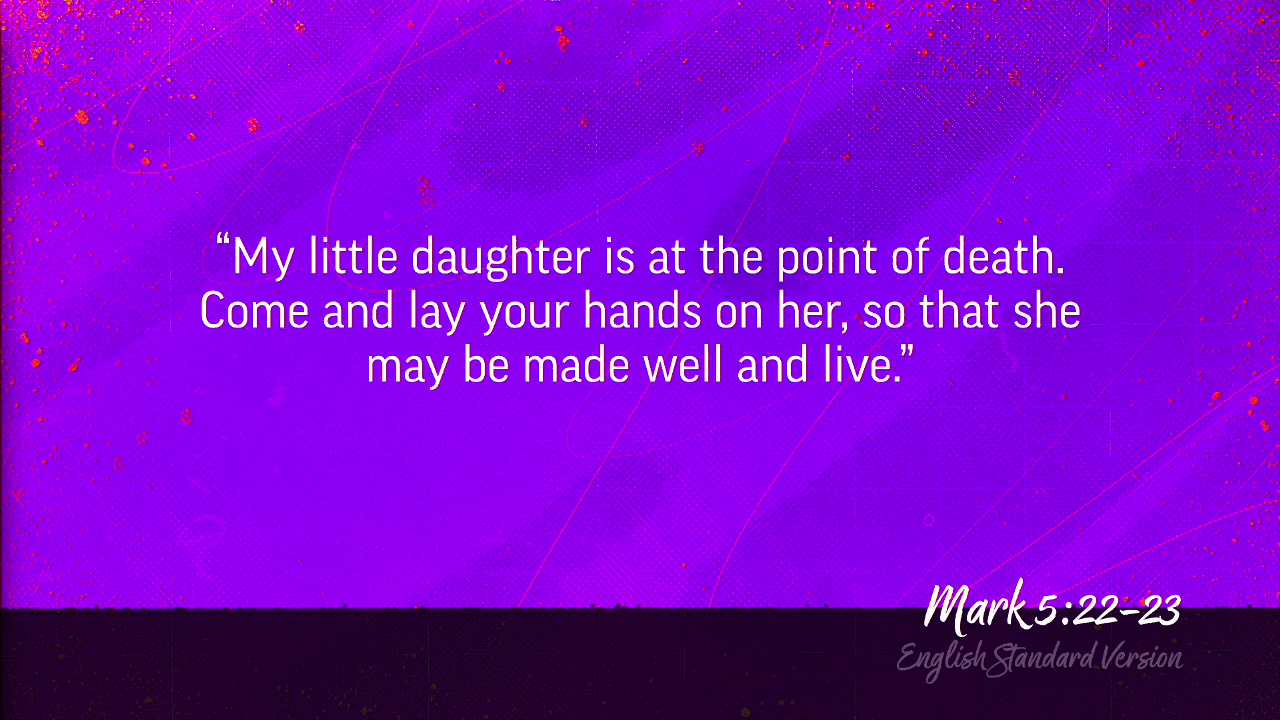 “My little daughter is at the point of death.
Come and lay your hands on her, so that she
may be made well and live.”
Mark 5:22-23
English Standard Version